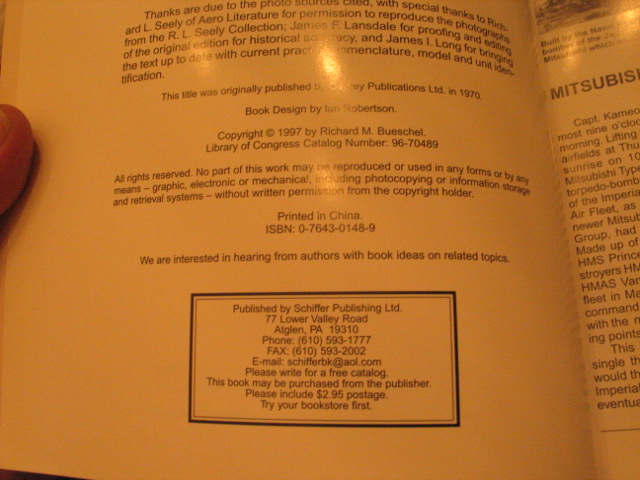 Thanks are due to the photo sources cited, with special thanks to Rich-
ard L. Seely of Aero Literature for permission to reproduce the photographs
from the R. L. Seely Collection; James F. Lansdale for proofing and editing
of the original edition for historical accuracy, and James I. Long for bringing
the text up to date with current nomenclature, model and unit iden-
tification.
This title was originally published by Publications Ltd. in 1970.
Book Design by Ian Robertson.
Copyright © 1997 by Richard M. Bueschel.
Library of Congress Catalog Number: 96-70489
All rights reserved. No part of this work may be reproduced or used in any forms or by any
means – graphic, electronic or mechanical, including photocopying or information storage
and retrieval systems – without written permission from the copyright holder.
Printed in China.
ISBN: 0-7643-0148-9
We are interested in hearing from authors with book ideas on related topics.
Published by Schiffer Publishing Ltd.
77 Lower Valley Road
Atglen, PA 19310
Phone: (610) 593-1777
FAX: (610) 593-2002
E-mail: schifferbk@aol.com
Please write for a free catalog.
This book may be purchased from the publisher.
Please include $2.95 postage.
Try your bookstore first.
Built by the Nav
bomber of the Ja
Mitsubishi which
MITSUBISH
Capt. Kameo
most nine o'cloc
morning. Lifting
airfields at Thu
sunrise on 10
Mitsubishi Type
torpedo-bomb
of the Imperia
Air Fleet, as
newer Mitsub
Group, had
Made up of
HMS Prince
stroyers HM
HMAS Vam
fleet in Ma
command
with the n
ing points
This
single th
would th
Imperial
eventua